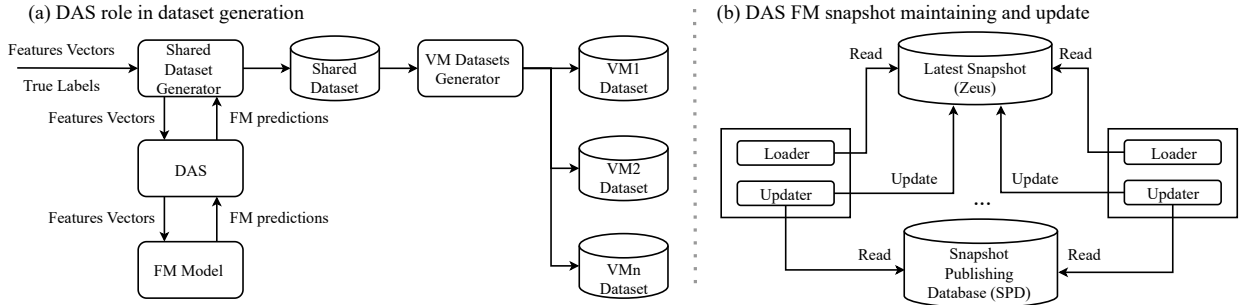 (a) DAS role in dataset generation
Features Vectors
True Labels
Shared
Dataset
Generator
Shared
Dataset
VM Datasets
Generator
VM1
Dataset
Features Vectors
FM predictions
DAS
VM2
Dataset
Features Vectors
FM predictions
FM Model
VMn
Dataset
(b) DAS FM snapshot maintaining and update
Read
Latest Snapshot
(Zeus)
Read
Loader
Updater
Update
Update
...
Loader
Updater
Read
Snapshot
Publishing
Database (SPD)
Read